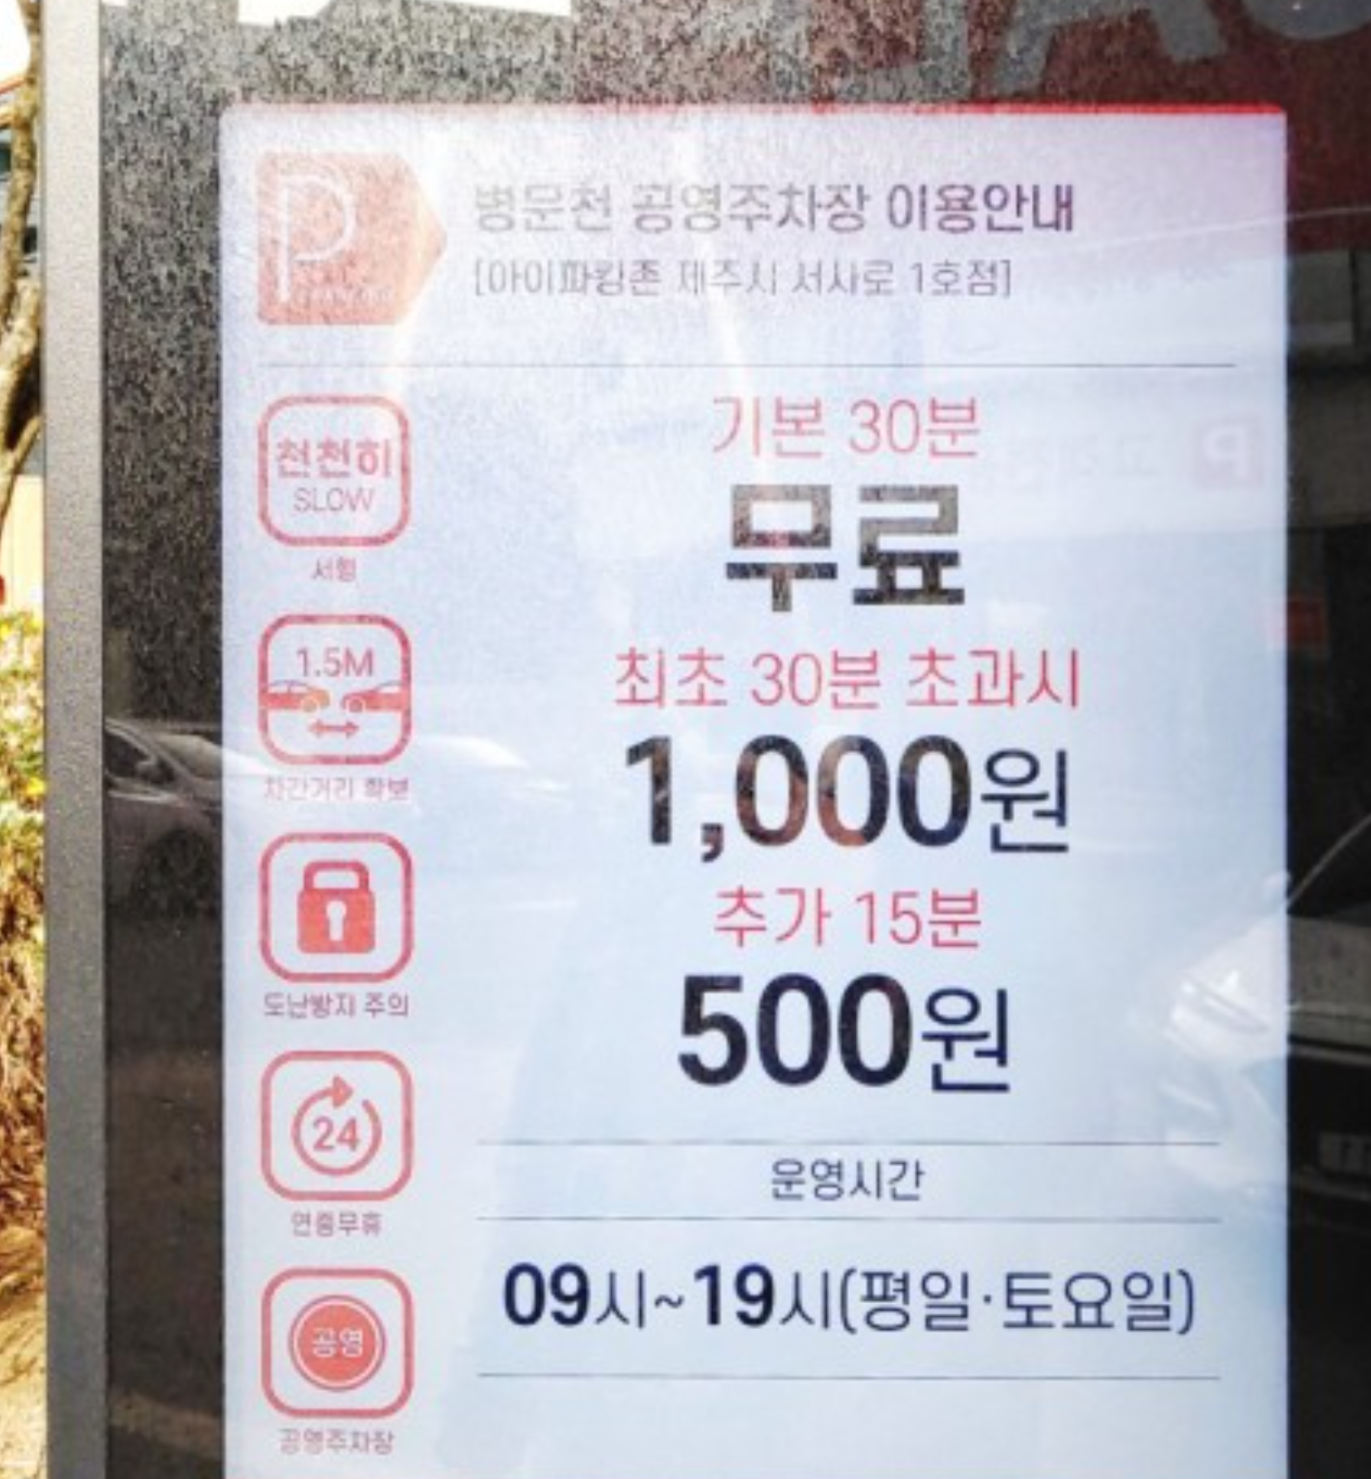 병문천 공영주차장 이용안내
[아이파킹존 제주시 서사로 1호점]
천천히
SLOW
서행
1.5M
차간거리 확보
도난방지 주의
24
연중무휴
공영
공영주차장
기본 30분
무료
최초 30분 초과시
1,000원
추가 15분
500원
운영시간
09시~19시(평일·토요일)